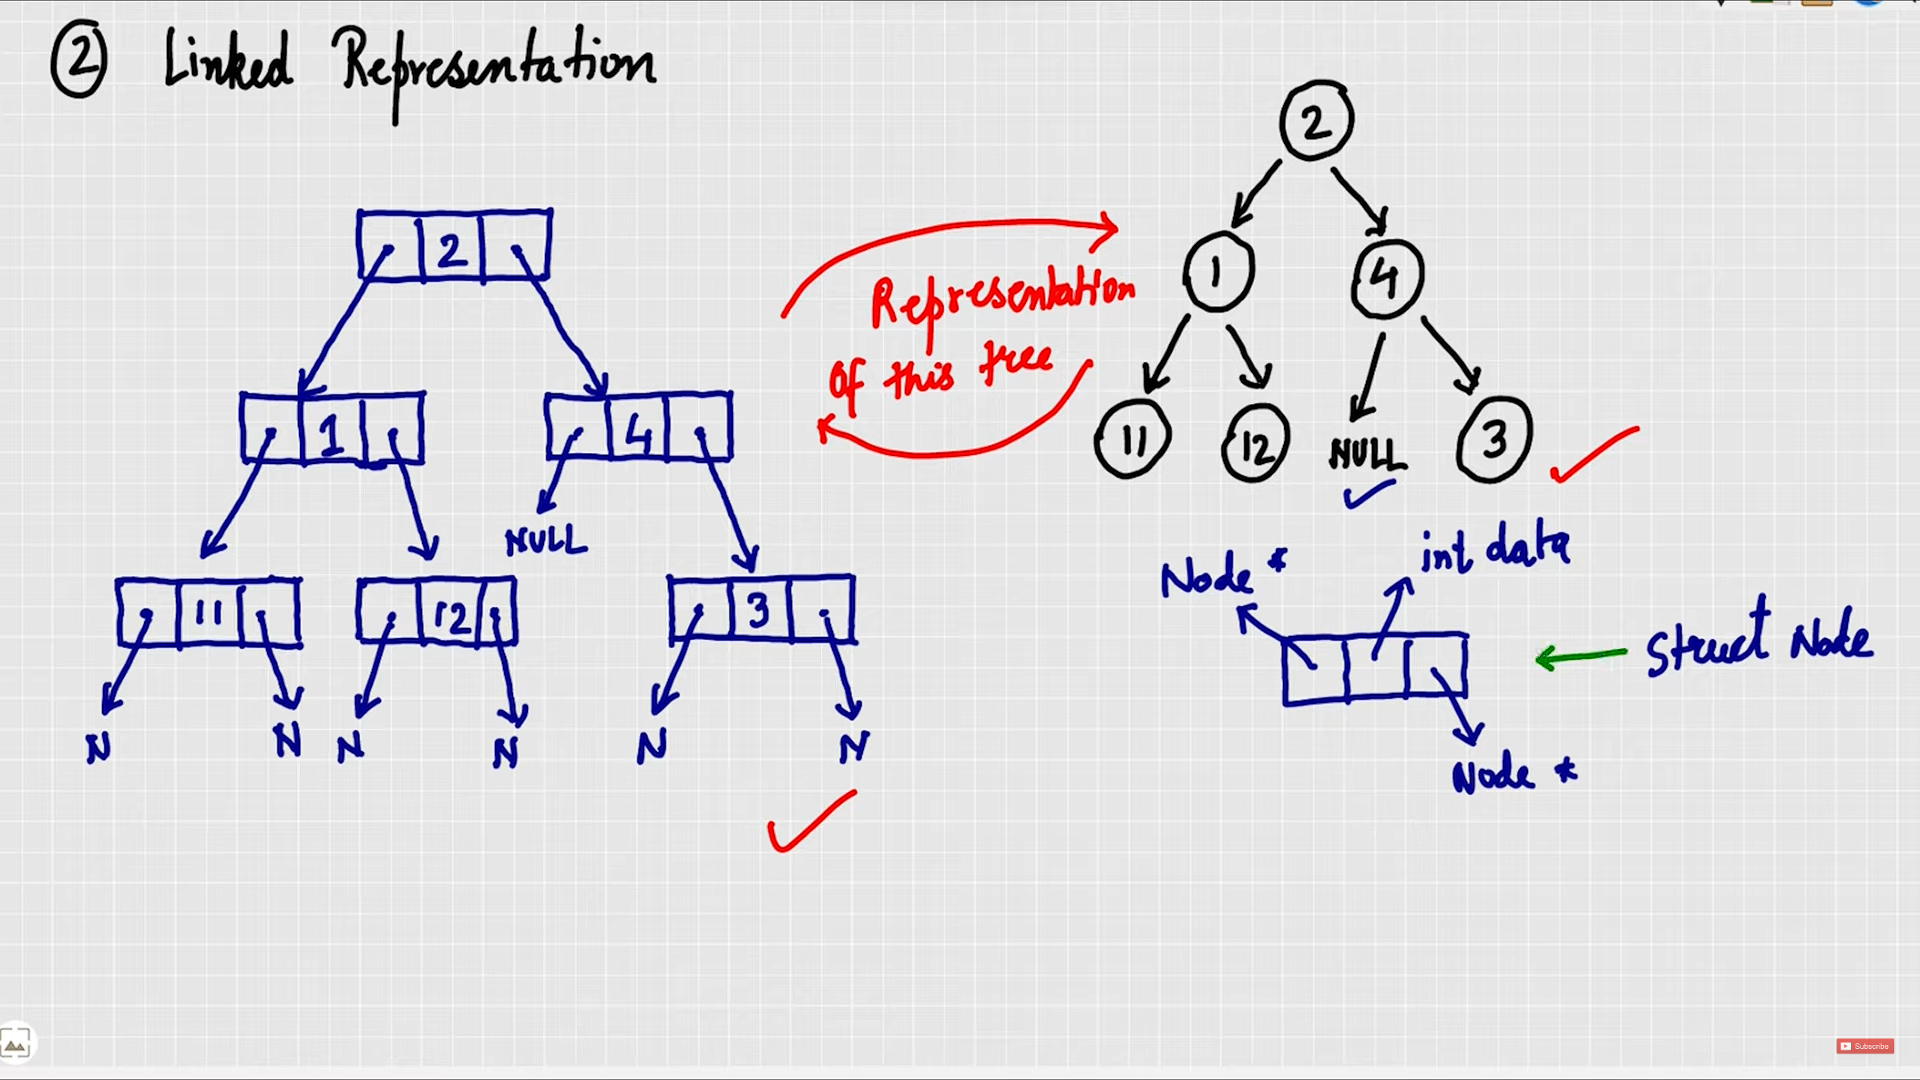 ② Linked Representation
2
1 4
NULL
11 12 3
N N N N N N
Representation
Of this tree
2
1 4
11 12 NULL 3
Node * int data
Struct Node
Node *
Subscribe